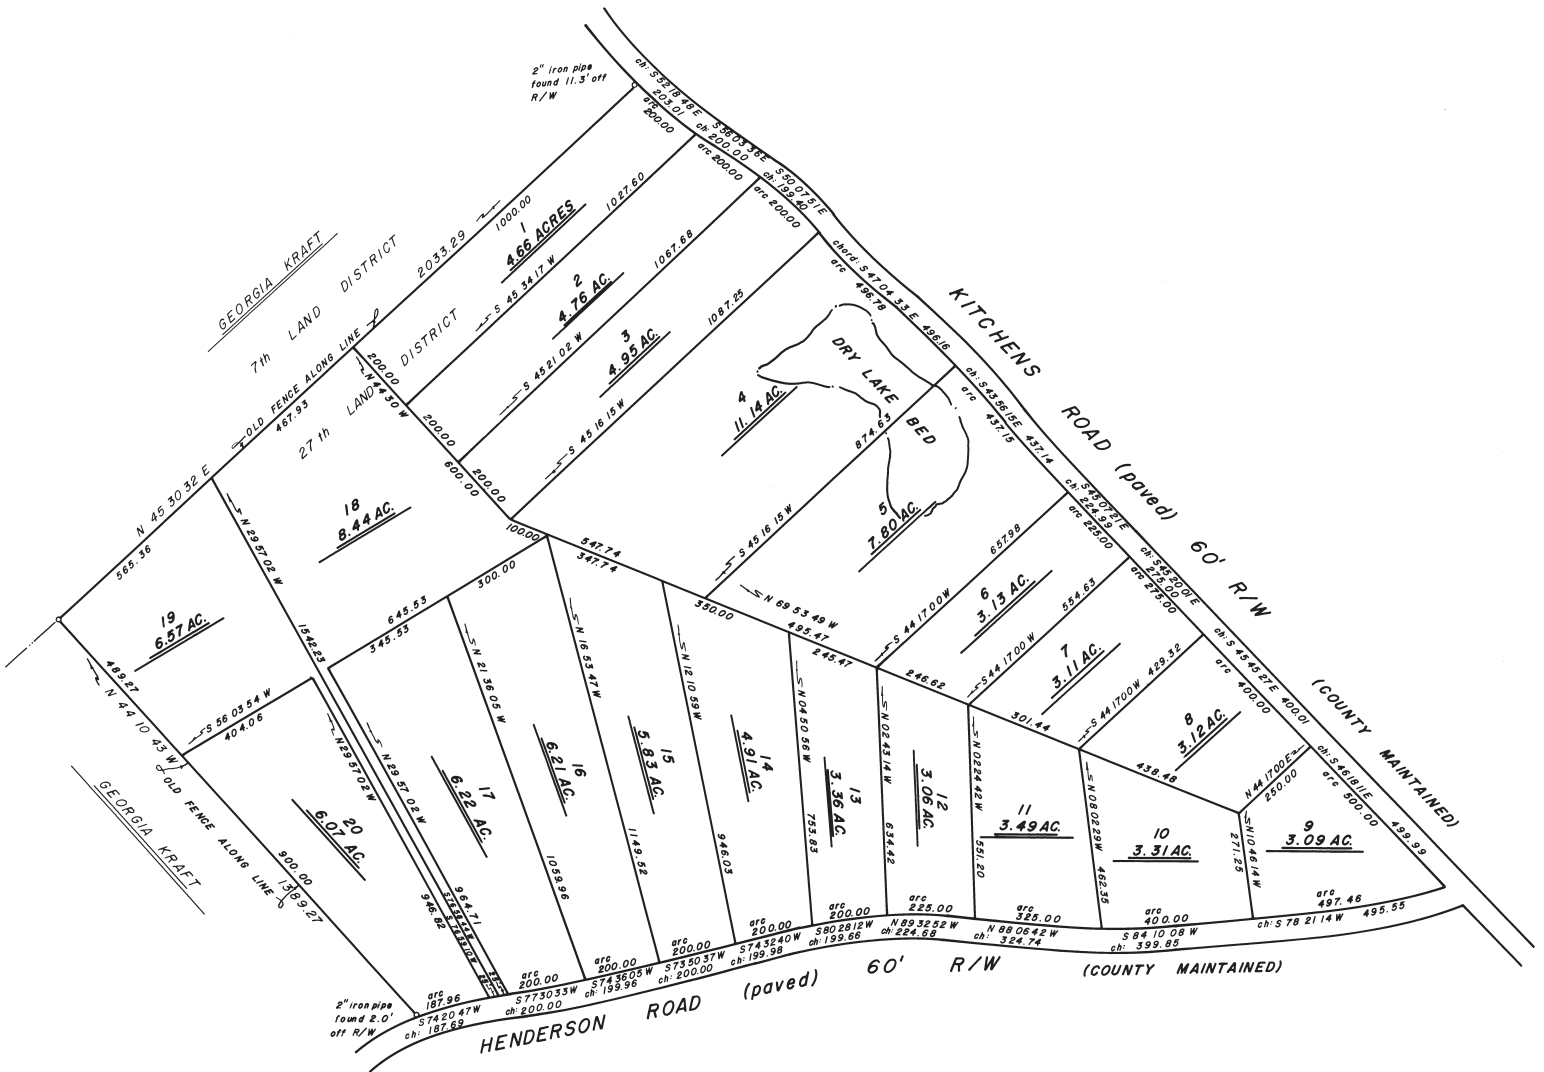 2" iron pipe
found 11.3' off
R/W
ch: S 52 18 48 E
203.01
arc
200.00
S 56 03 36 E
ch: 200.00
arc 200.00
S 50 07 51 E
ch: 199.40
arc 200.00
chord: S 47 04 33 E 496.16
arc 496.78
ch: S 43 56 15 E 437.14
arc 437.15
S 45 07 21 E
ch: 224.99
arc 225.00
ch: S 45 20 01 E
275.00
arc 275.00
ch: S 45 45 27 E 400.01
arc 400.00
ch: S 46 18 11 E 499.99
arc 500.00
KITCHENS ROAD (paved) 60' R/W
(COUNTY MAINTAINED)
GEORGIA KRAFT
7th LAND DISTRICT
27th LAND DISTRICT
2033.29
1000.00
OLD FENCE ALONG LINE
467.93
N 45 30 32 E
565.36
1
4.66 ACRES
1027.60
S 45 34 17 W
2
4.76 AC.
1067.68
S 45 21 02 W
3
4.95 AC.
1087.25
S 45 16 15 W
4
11.14 AC.
DRY LAKE BED
874.63
S 45 16 15 W
5
7.80 AC.
657.98
S 44 17 00 W
6
3.13 AC.
554.63
S 44 17 00 W
7
3.11 AC.
429.32
S 44 17 00 W
8
3.12 AC.
N 44 17 00 E
250.00
9
3.09 AC.
200.00
N 44 30 W
200.00
600.00
200.00
100.00
547.74
347.74
350.00
N 69 53 49 W
495.47
245.47
246.62
301.44
438.48
18
8.44 AC.
N 29 57 02 W
1542.23
300.00
645.53
345.53
19
6.57 AC.
489.27
N 44 10 43 W
S 56 03 54 W
404.06
OLD FENCE ALONG LINE
GEORGIA KRAFT
900.00
1389.27
20
6.07 AC.
N 29 57 02 W
946.82
N 29 57 02 W
964.71
17
6.22 AC.
N 21 36 05 W
1059.96
16
6.21 AC.
N 16 53 47 W
1149.52
15
5.83 AC.
N 12 10 59 W
946.03
14
4.91 AC.
N 04 50 56 W
753.83
13
3.36 AC.
N 02 43 14 W
634.42
12
3.06 AC.
N 02 24 42 W
551.50
11
3.49 AC.
N 08 02 29 W
462.35
10
3.31 AC.
N 10 46 14 W
271.25
2" iron pipe
found 2.0'
off R/W
arc
187.96
S 74 20 47 W
ch: 187.69
arc
200.00
S 77 30 33 W
ch: 200.00
arc
200.00
S 74 36 05 W
ch: 199.96
arc
200.00
S 73 50 37 W
ch: 200.00
arc
200.00
S 74 32 40 W
ch: 199.98
arc
200.00
S 80 28 12 W
ch: 199.66
arc
225.00
N 89 32 52 W
ch: 224.68
arc
325.00
N 88 06 42 W
ch: 324.74
arc
400.00
S 84 10 08 W
ch: 399.85
arc
497.46
ch: S 78 21 14 W 495.55
HENDERSON ROAD (paved) 60' R/W (COUNTY MAINTAINED)